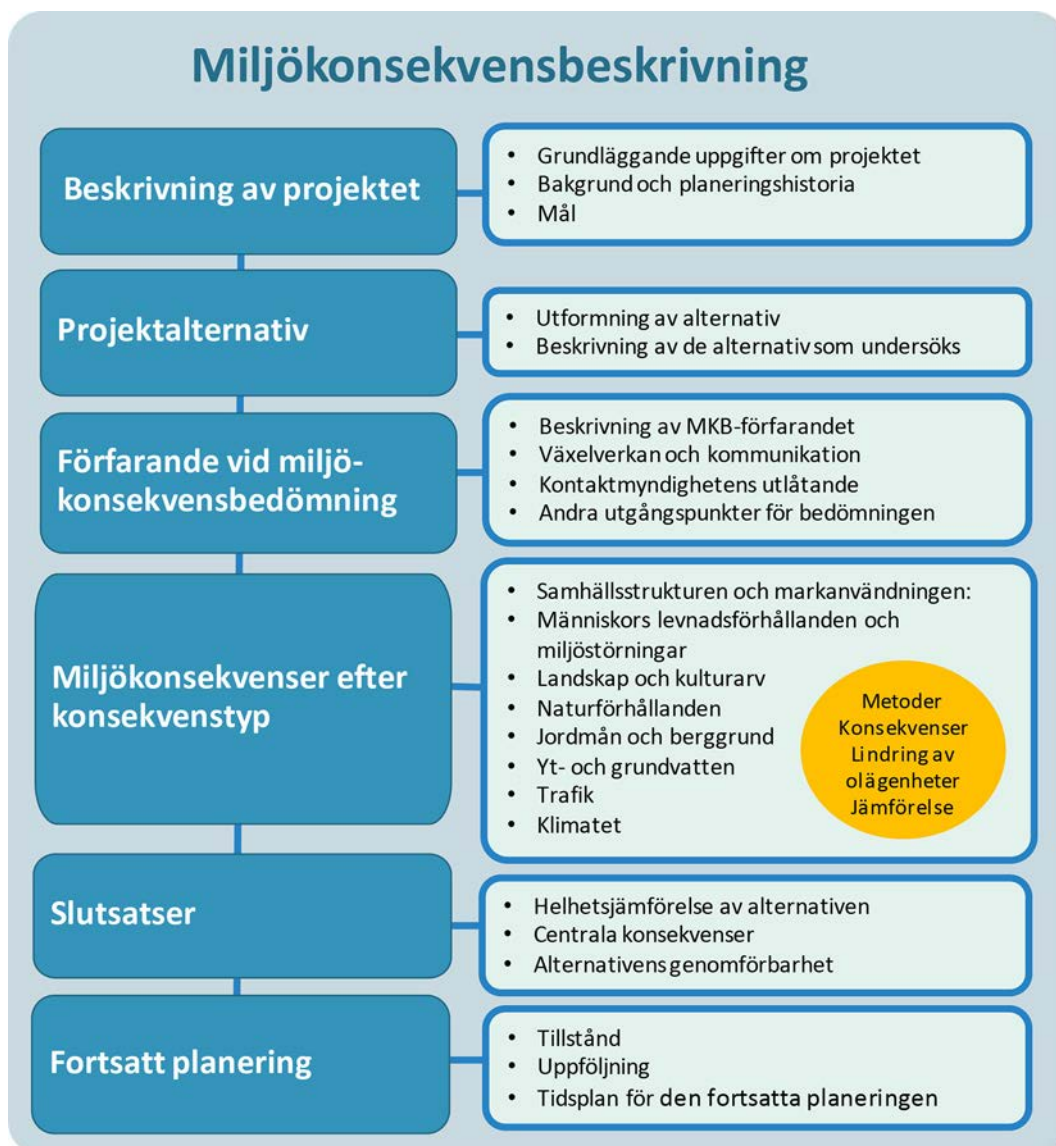 Miljökonsekvensbeskrivning
Beskrivning av projektet
• Grundläggande uppgifter om projektet
• Bakgrund och planeringshistoria
• Mål
Projektalternativ
• Utformning av alternativ
• Beskrivning av de alternativ som undersöks
Förfarande vid miljö-
konsekvensbedömning
• Beskrivning av MKB-förfarandet
• Växelverkan och kommunikation
• Kontaktmyndighetens utlåtande
• Andra utgångspunkter för bedömningen
Miljökonsekvenser efter
konsekvenstyp
• Samhällsstrukturen och markanvändningen:
• Människors levnadsförhållanden och
miljöstörningar
• Landskap och kulturarv
• Naturförhållanden
• Jordmån och berggrund
• Yt- och grundvatten
• Trafik
• Klimatet
Metoder
Konsekvenser
Lindring av
olägenheter
Jämförelse
Slutsatser
• Helhetsjämförelse av alternativen
• Centrala konsekvenser
• Alternativens genomförbarhet
Fortsatt planering
• Tillstånd
• Uppföljning
• Tidsplan för den fortsatta planeringen